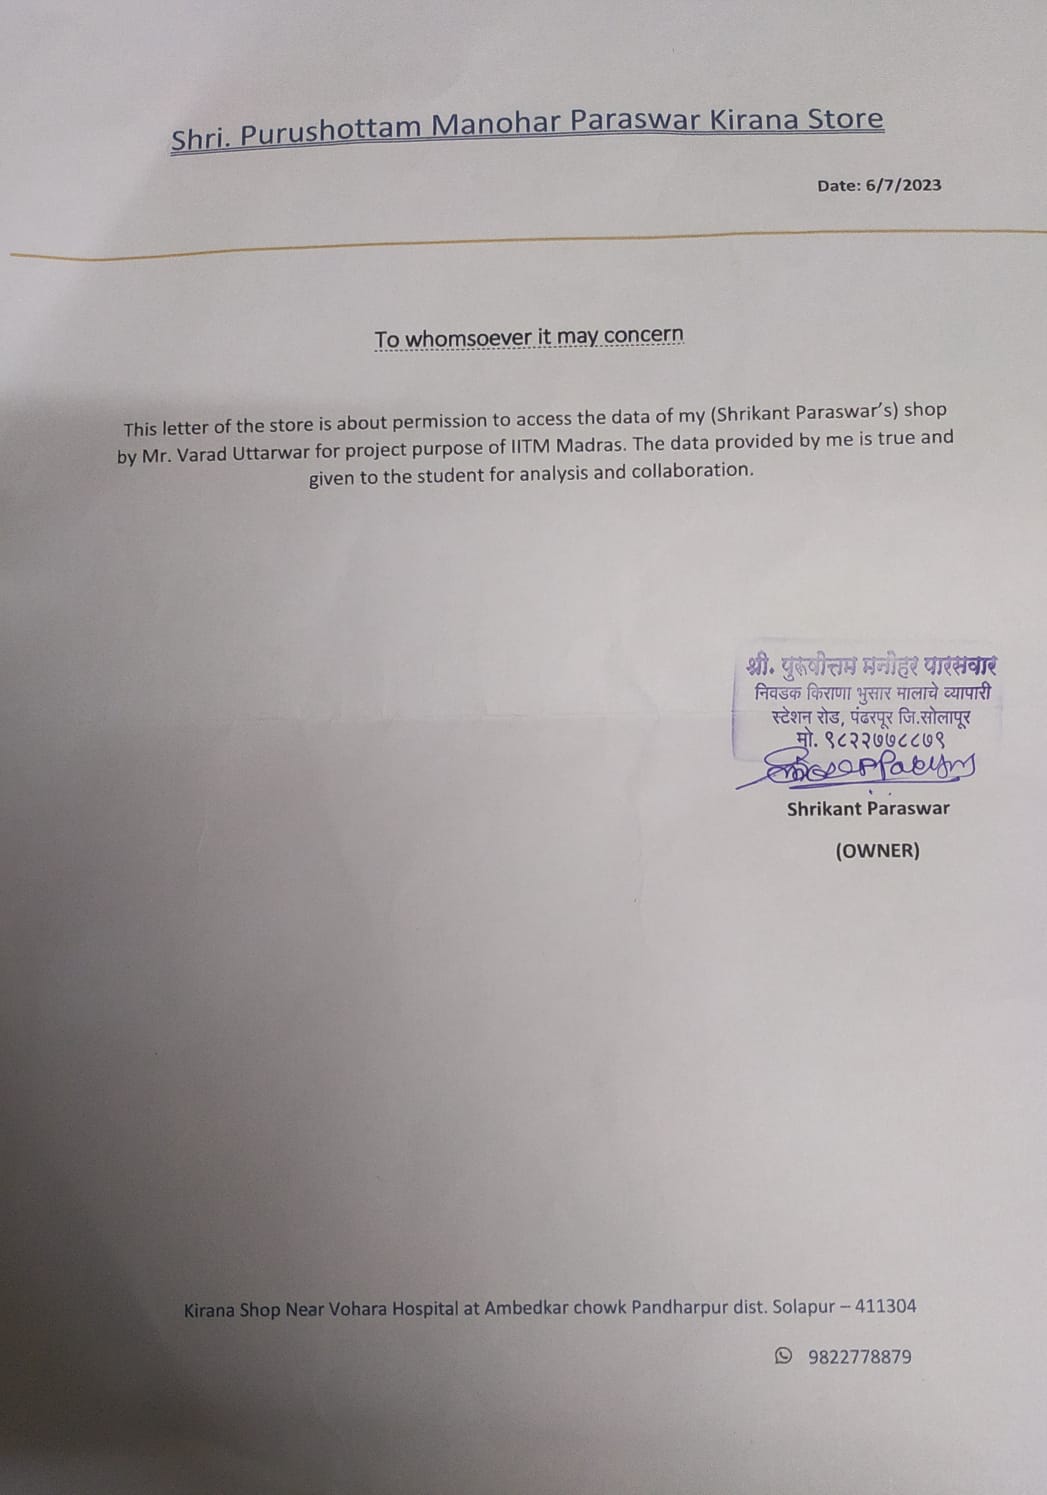 Shri. Purushottam Manohar Paraswar Kirana Store
Date: 6/7/2023
To whomsoever it may concern
This letter of the store is about permission to access the data of my (Shrikant Paraswar’s) shop
by Mr. Varad Uttarwar for project purpose of IITM Madras. The data provided by me is true and
given to the student for analysis and collaboration.
श्री. पुरूषोत्तम मनोहर पारसवार
निवडक किराणा भुसार मालाचे व्यापारी
स्टेशन रोड, पंढरपूर जि.सोलापूर
मो. ९८२२७७८८७९
Shrikant Paraswar
(OWNER)
Kirana Shop Near Vohara Hospital at Ambedkar chowk Pandharpur dist. Solapur – 411304
9822778879